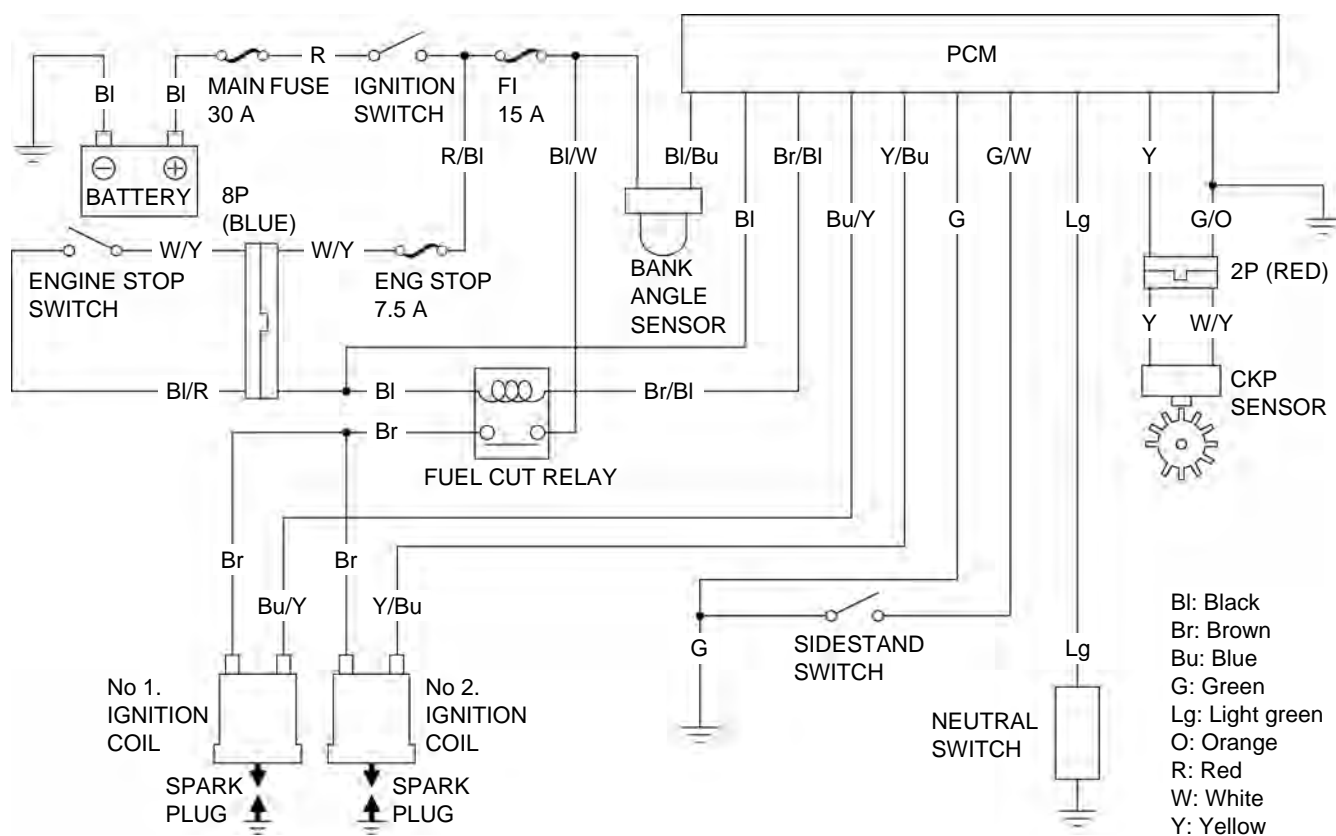 PCM
R
MAIN FUSE
30 A
IGNITION
SWITCH
FI
15 A
Bl
Bl
BATTERY
R/Bl
Bl/W
Bl/Bu
Br/Bl
Y/Bu
G/W
Y
8P
(BLUE)
Bl
Bu/Y
G
Lg
G/O
W/Y
W/Y
ENGINE STOP
SWITCH
ENG STOP
7.5 A
BANK
ANGLE
SENSOR
2P (RED)
Y
W/Y
CKP
SENSOR
Bl/R
Bl
Br/Bl
Br
FUEL CUT RELAY
Br
Br
Bu/Y
Y/Bu
G
SIDESTAND
SWITCH
Lg
No 1.
IGNITION
COIL
No 2.
IGNITION
COIL
NEUTRAL
SWITCH
SPARK
PLUG
SPARK
PLUG
Bl: Black
Br: Brown
Bu: Blue
G: Green
Lg: Light green
O: Orange
R: Red
W: White
Y: Yellow